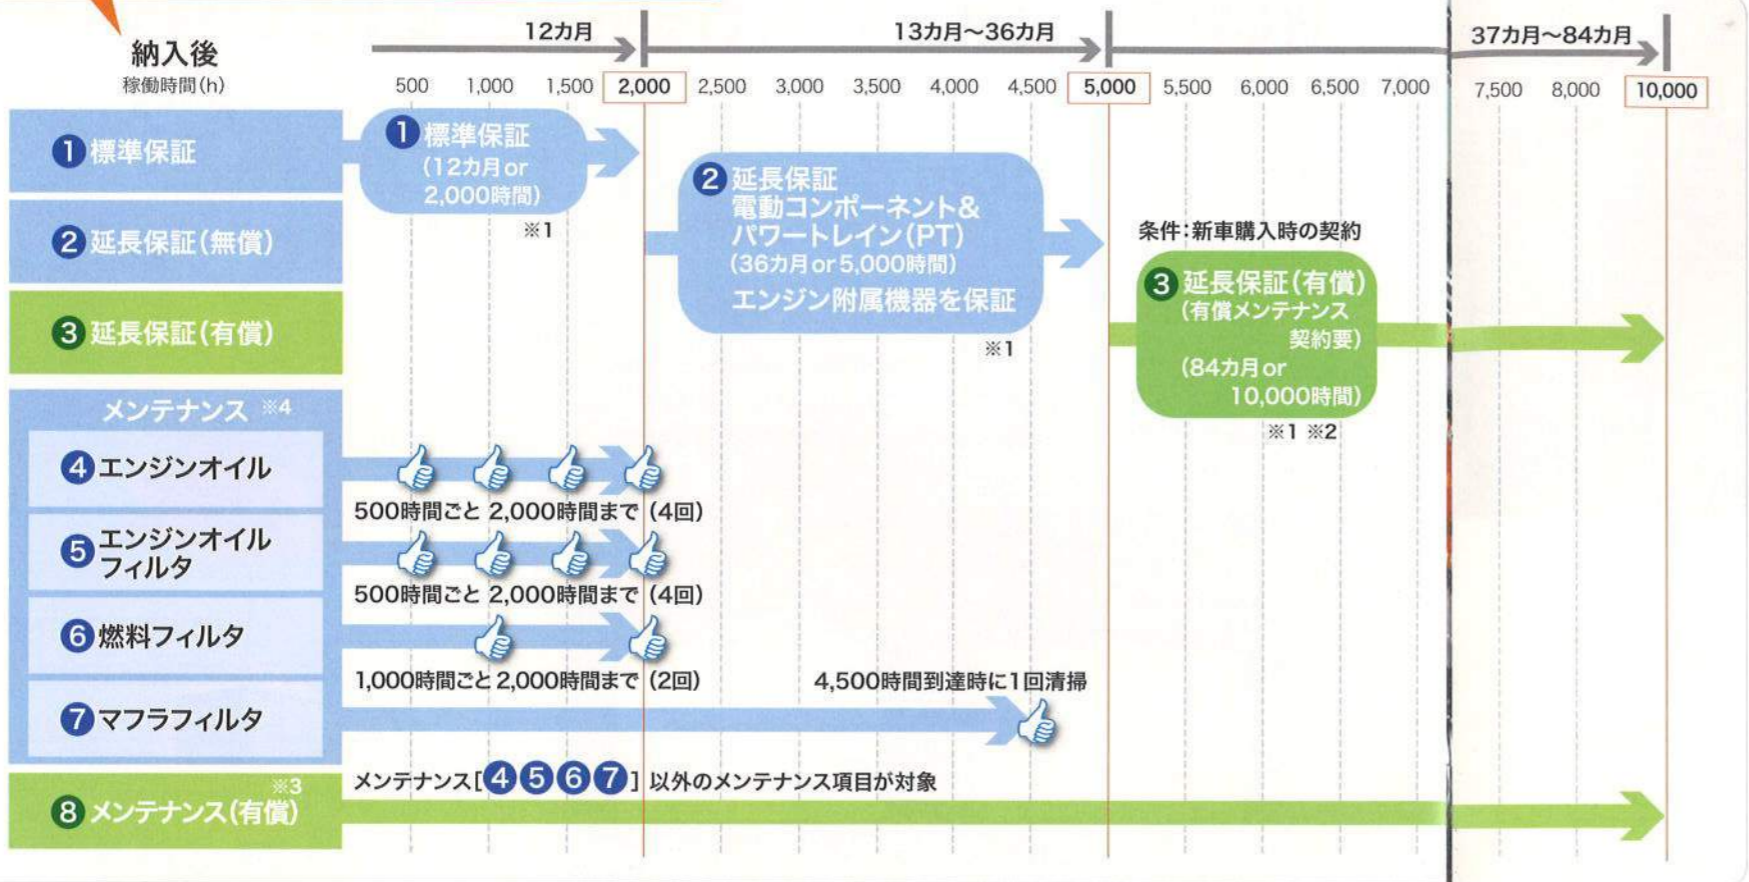 12カ月
13カ月〜36カ月
37カ月〜84カ月
納入後
稼働時間(h)
500 1,000 1,500 2,000 2,500 3,000 3,500 4,000 4,500 5,000 5,500 6,000 6,500 7,000 7,500 8,000 10,000
1 標準保証
1 標準保証
(12カ月or
2,000時間)
※1
2 延長保証(無償)
2 延長保証
電動コンポーネント&
パワートレイン(PT)
(36カ月or5,000時間)
エンジン附属機器を保証
※1
3 延長保証(有償)
条件:新車購入時の契約
3 延長保証(有償)
(有償メンテナンス
契約要)
(84カ月or
10,000時間)
※1 ※2
メンテナンス ※4
4 エンジンオイル
500時間ごと 2,000時間まで (4回)
5 エンジンオイル
フィルタ
500時間ごと 2,000時間まで (4回)
6 燃料フィルタ
1,000時間ごと 2,000時間まで (2回)
7 マフラフィルタ
4,500時間到達時に1回清掃
8 メンテナンス(有償) ※3
メンテナンス[4 5 6 7] 以外のメンテナンス項目が対象